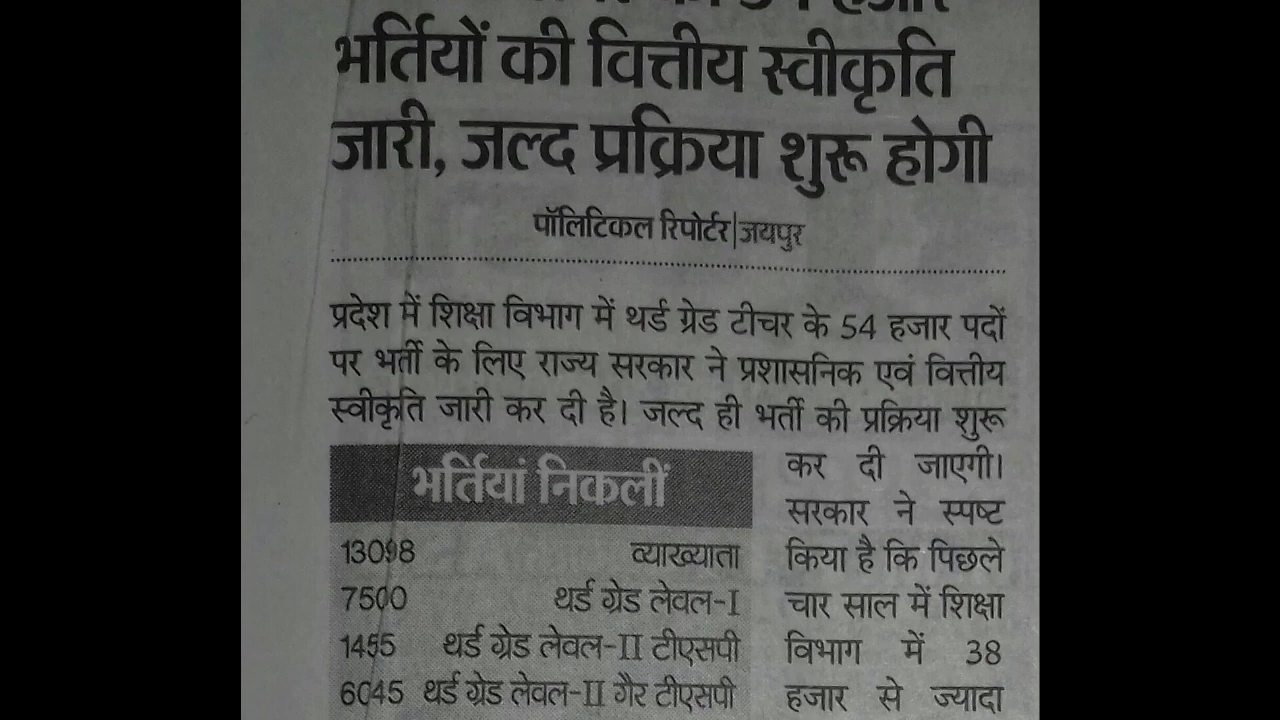 54 हजार
भर्तियों की वित्तीय स्वीकृति
जारी, जल्द प्रक्रिया शुरू होगी
पॉलिटिकल रिपोर्टर|जयपुर
प्रदेश में शिक्षा विभाग में थर्ड ग्रेड टीचर के 54 हजार पदों
पर भर्ती के लिए राज्य सरकार ने प्रशासनिक एवं वित्तीय
स्वीकृति जारी कर दी है। जल्द ही भर्ती की प्रक्रिया शुरू
कर दी जाएगी।
सरकार ने स्पष्ट
किया है कि पिछले
चार साल में शिक्षा
विभाग में 38
हजार से ज्यादा
भर्तियां निकलीं
13098 व्याख्याता
7500 थर्ड ग्रेड लेवल-I
1455 थर्ड ग्रेड लेवल-II टीएसपी
6045 थर्ड ग्रेड लेवल-II गैर टीएसपी